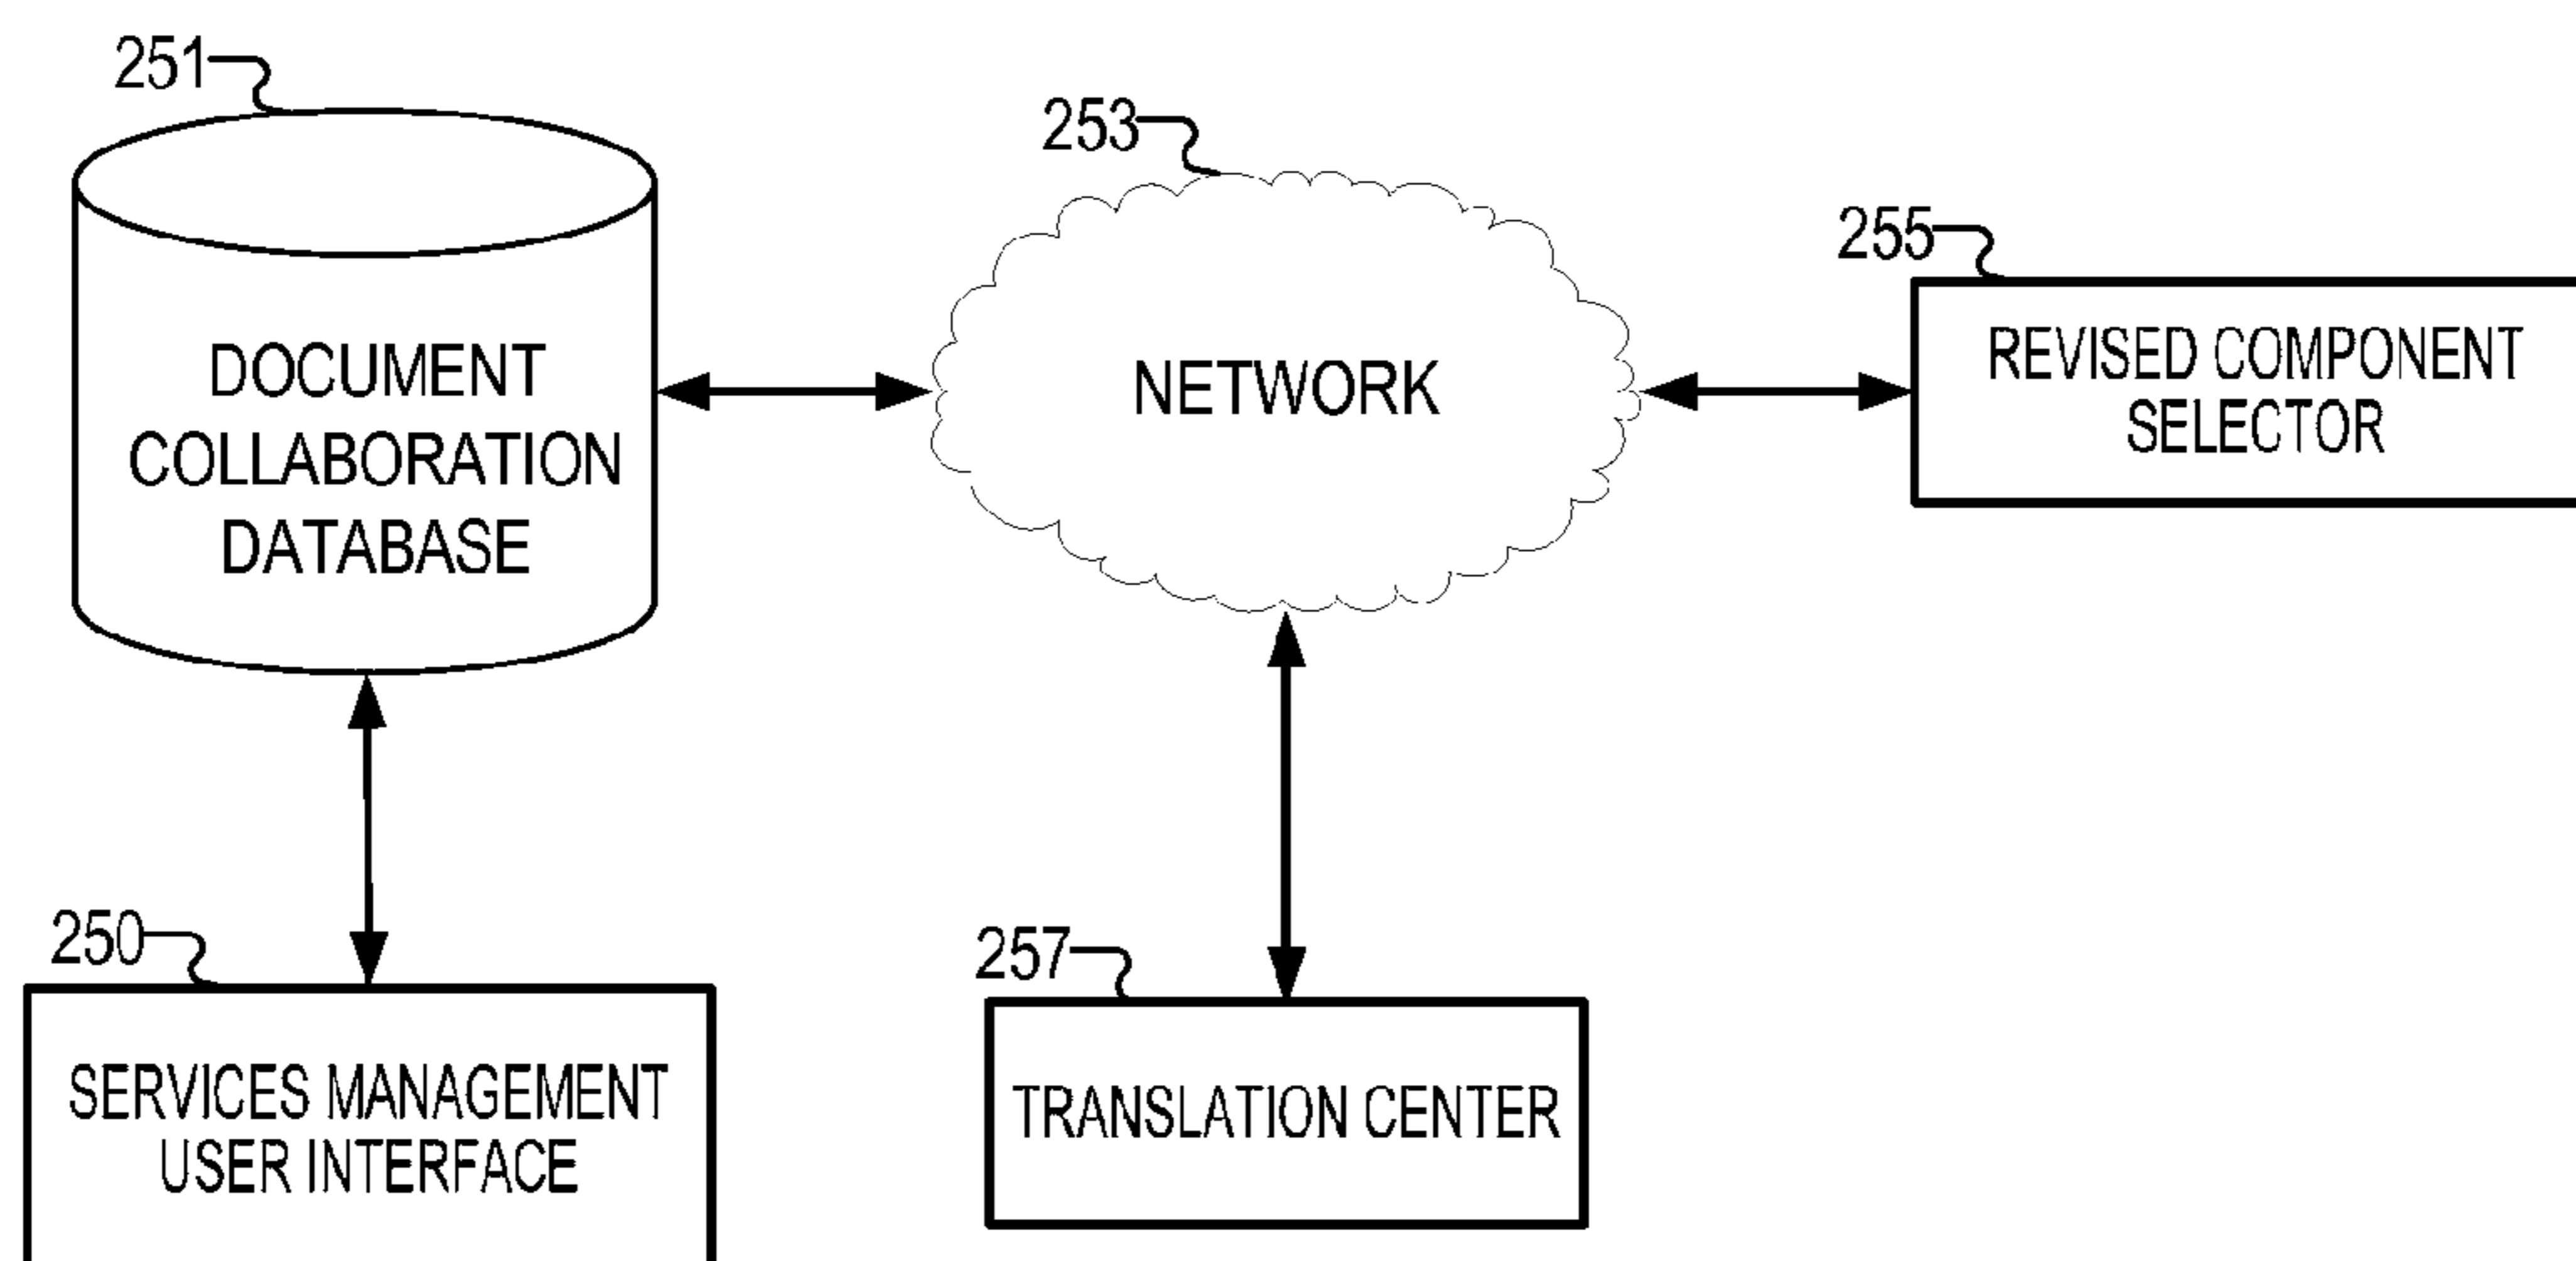 251
253
255
DOCUMENT
COLLABORATION
DATABASE
NETWORK
REVISED COMPONENT
SELECTOR
250
SERVICES MANAGEMENT
USER INTERFACE
257
TRANSLATION CENTER